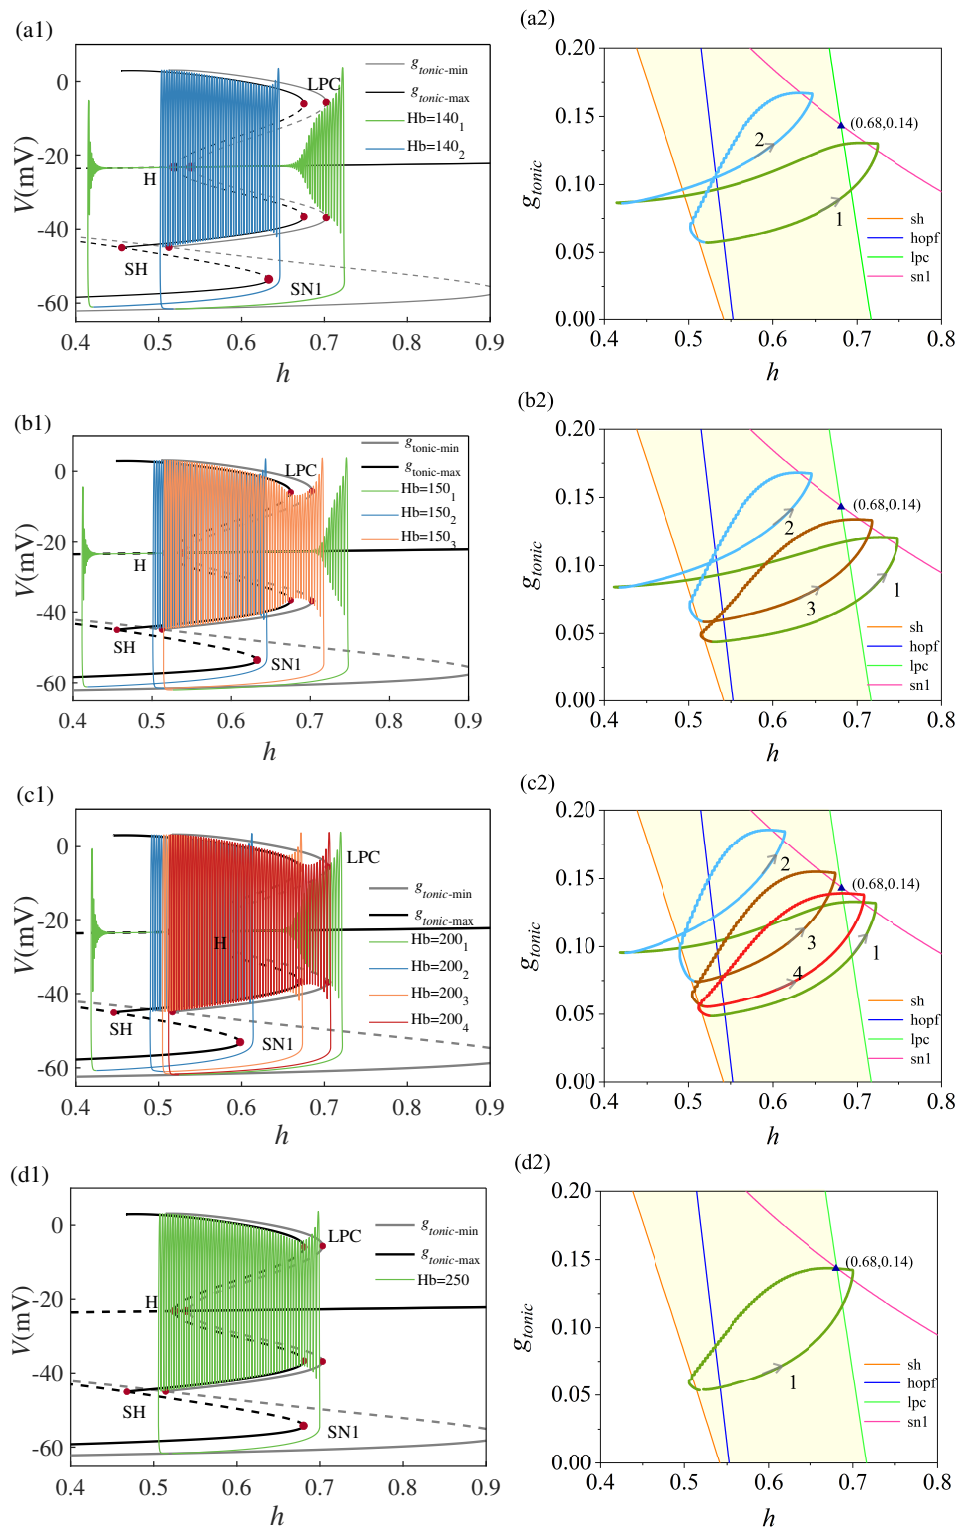 (a1)
V(mV)
0
-20
-40
-60
0.4 0.5 0.6 0.7 0.8 0.9
h
LPC
H
SH
SN1
g_tonic-min
g_tonic-max
Hb=140_1
Hb=140_2
(a2)
g_tonic
0.20
0.15
0.10
0.05
0.00
0.4 0.5 0.6 0.7 0.8
h
(0.68,0.14)
2
1
sh
hopf
lpc
sn1
(b1)
V(mV)
0
-20
-40
-60
0.4 0.5 0.6 0.7 0.8 0.9
h
LPC
H
SH
SN1
g_tonic-min
g_tonic-max
Hb=150_1
Hb=150_2
Hb=150_3
(b2)
g_tonic
0.20
0.15
0.10
0.05
0.00
0.4 0.5 0.6 0.7 0.8
h
(0.68,0.14)
2
3
1
sh
hopf
lpc
sn1
(c1)
V(mV)
0
-20
-40
-60
0.4 0.5 0.6 0.7 0.8 0.9
h
LPC
H
SH
SN1
g_tonic-min
g_tonic-max
Hb=200_1
Hb=200_2
Hb=200_3
Hb=200_4
(c2)
g_tonic
0.20
0.15
0.10
0.05
0.00
0.4 0.5 0.6 0.7 0.8
h
(0.68,0.14)
2
3
1
4
sh
hopf
lpc
sn1
(d1)
V(mV)
0
-20
-40
-60
0.4 0.5 0.6 0.7 0.8 0.9
h
LPC
H
SH
SN1
g_tonic-min
g_tonic-max
Hb=250
(d2)
g_tonic
0.20
0.15
0.10
0.05
0.00
0.4 0.5 0.6 0.7 0.8
h
(0.68,0.14)
1
sh
hopf
lpc
sn1